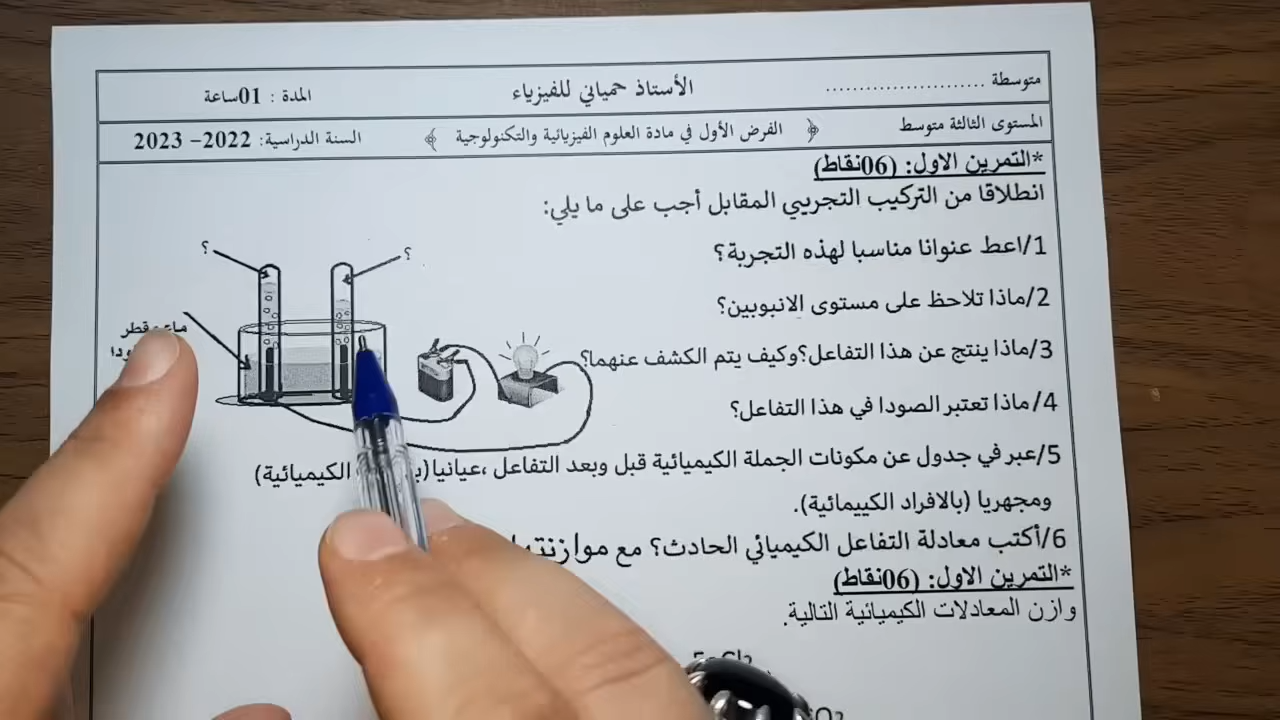 متوسطة ........................ الأستاذ حمياني للفيزياء المدة : 01ساعة
المستوى الثالثة متوسط الفرض الأول في مادة العلوم الفيزيائية والتكنولوجية السنة الدراسية: 2022– 2023
*التمرين الاول: (06نقاط)
انطلاقا من التركيب التجريبي المقابل أجب على ما يلي:
1/اعط عنوانا مناسبا لهذه التجربة؟
؟ ؟
2/ماذا تلاحظ على مستوى الانبوبين؟
3/ماذا ينتج عن هذا التفاعل؟وكيف يتم الكشف عنهما؟
4/ ماذا تعتبر الصودا في هذا التفاعل؟
5/عبر في جدول عن مكونات الجملة الكيميائية قبل وبعد التفاعل ،عيانيا( الكيميائية)
ومجهريا (بالافراد الكييمائية).
6/أكتب معادلة التفاعل الكيميائي الحادث؟ مع
*التمرين الاول: (06نقاط)
وازن المعادلات الكيميائية التالية.